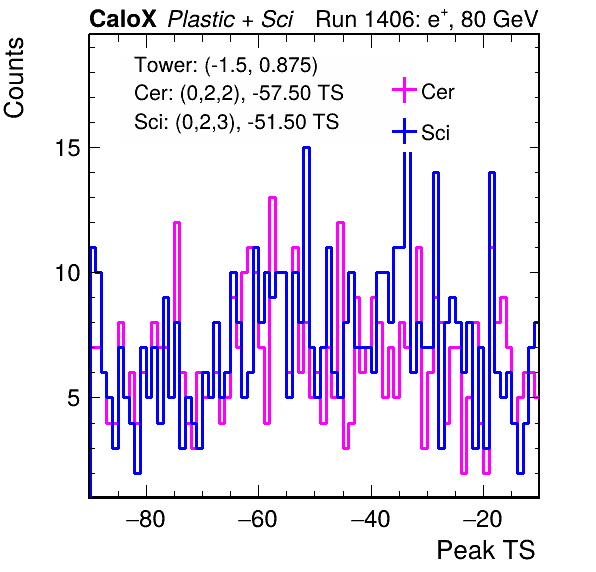 CaloX Plastic + Sci Run 1406: e+, 80 GeV
Counts
Tower: (-1.5, 0.875)
Cer: (0,2,2), -57.50 TS
Sci: (0,2,3), -51.50 TS
Cer
Sci
15
10
5
−80 −60 −40 −20
Peak TS